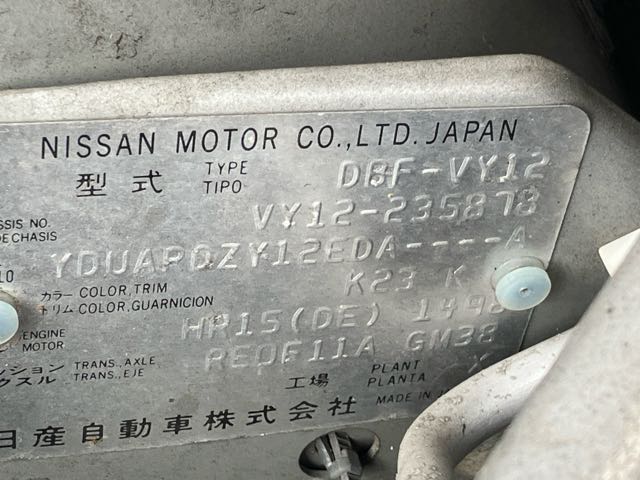 NISSAN MOTOR CO.,LTD. JAPAN
型式 TYPE TIPO DBF-VY12
SSIS NO. DE CHASIS VY12-235873
YDUARDZY12EDA----A
カラー COLOR, TRIM K23 K
トリム COLOR, GUARNICION
ENGINE MOTOR HR15(DE) 149
ション TRANS., AXLE RE0F11A GM38
クスル TRANS., EJE
工場 PLANT PLANTA
日産自動車株式会社 MADE IN